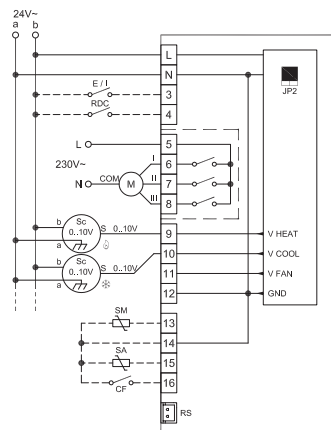 24V~
a b
L
N
JP2
E / I
3
RDC
4
L
5
230V~
I
6
N
COM
M
II
7
III
8
b
Sc
0..10V
a
S 0..10V
9
V HEAT
b
Sc
0..10V
a
S 0..10V
10
V COOL
11
V FAN
12
GND
SM
13
14
SA
15
CF
16
RS